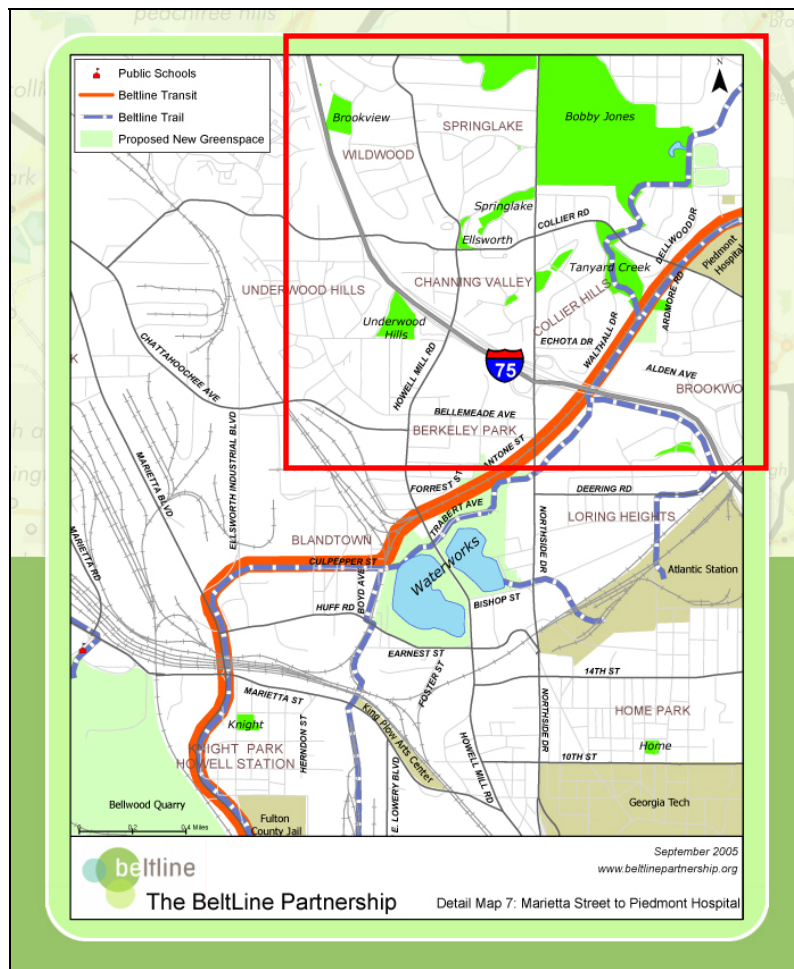 peachtree hills
Public Schools
Beltline Transit
Beltline Trail
Proposed New Greenspace
N
Brookview
SPRINGLAKE
Bobby Jones
WILDWOOD
Springlake
Ellsworth
COLLIER RD
DELLWOOD DR
Piedmont
Hospital
Tanyard Creek
ARDMORE RD
UNDERWOOD HILLS
CHANNING VALLEY
COLLIER HILLS
Underwood
Hills
WALTHALL DR
ECHOTA DR
CHATTAHOOCHEE AVE
HOWELL MILL RD
75
ALDEN AVE
BROOKWO
BELLEMEADE AVE
BERKELEY PARK
ELLSWORTH INDUSTRIAL BLVD
MARIETTA BLVD
FORREST ST
ANTONE ST
DEERING RD
TRABERT AVE
NORTHSIDE DR
LORING HEIGHTS
MARIETTA RD
BLANDTOWN
CULPEPPER ST
Waterworks
Atlantic Station
BOYD AVE
HUFF RD
BISHOP ST
EARNEST ST
FOSTER ST
14TH ST
MARIETTA ST
King Plow Arts Center
NORTHSIDE DR
HOME PARK
Knight
HERNDON ST
KNIGHT PARK
HOWELL STATION
HOWELL MILL RD
Home
10TH ST
E. LOWERY BLVD
Bellwood Quarry
Fulton
County Jail
Georgia Tech
0 0.2 0.4 Miles
beltline
The BeltLine Partnership
September 2005
www.beltlinepartnership.org
Detail Map 7: Marietta Street to Piedmont Hospital